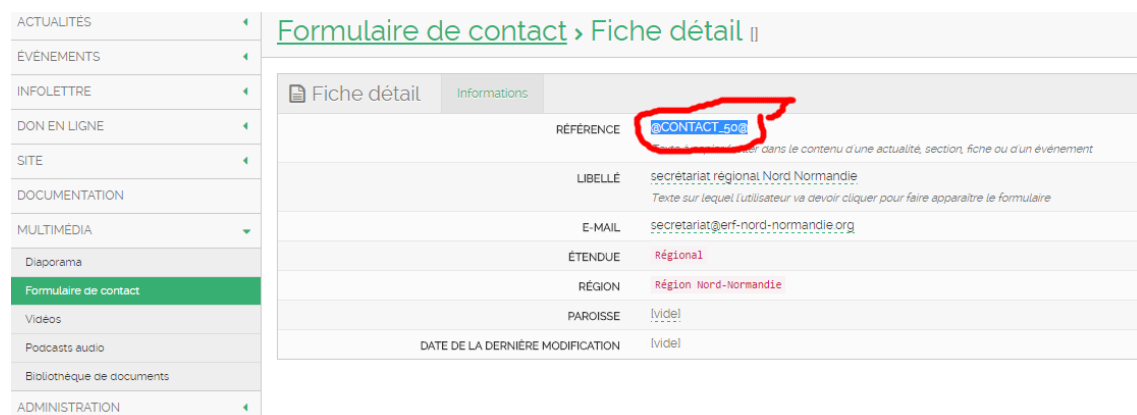 ACTUALITÉS
ÉVÉNEMENTS
INFOLETTRE
DON EN LIGNE
SITE
DOCUMENTATION
MULTIMÉDIA
Diaporama
Formulaire de contact
Vidéos
Podcasts audio
Bibliothèque de documents
ADMINISTRATION
Formulaire de contact › Fiche détail []
Fiche détail Informations
RÉFÉRENCE @CONTACT_50@
dans le contenu d'une actualité, section, fiche ou d'un événement
LIBELLÉ secrétariat régional Nord Normandie
Texte sur lequel l'utilisateur va devoir cliquer pour faire apparaître le formulaire
E-MAIL secretariat@erf-nord-normandie.org
ÉTENDUE Régional
RÉGION Région Nord-Normandie
PAROISSE [vide]
DATE DE LA DERNIÈRE MODIFICATION [vide]